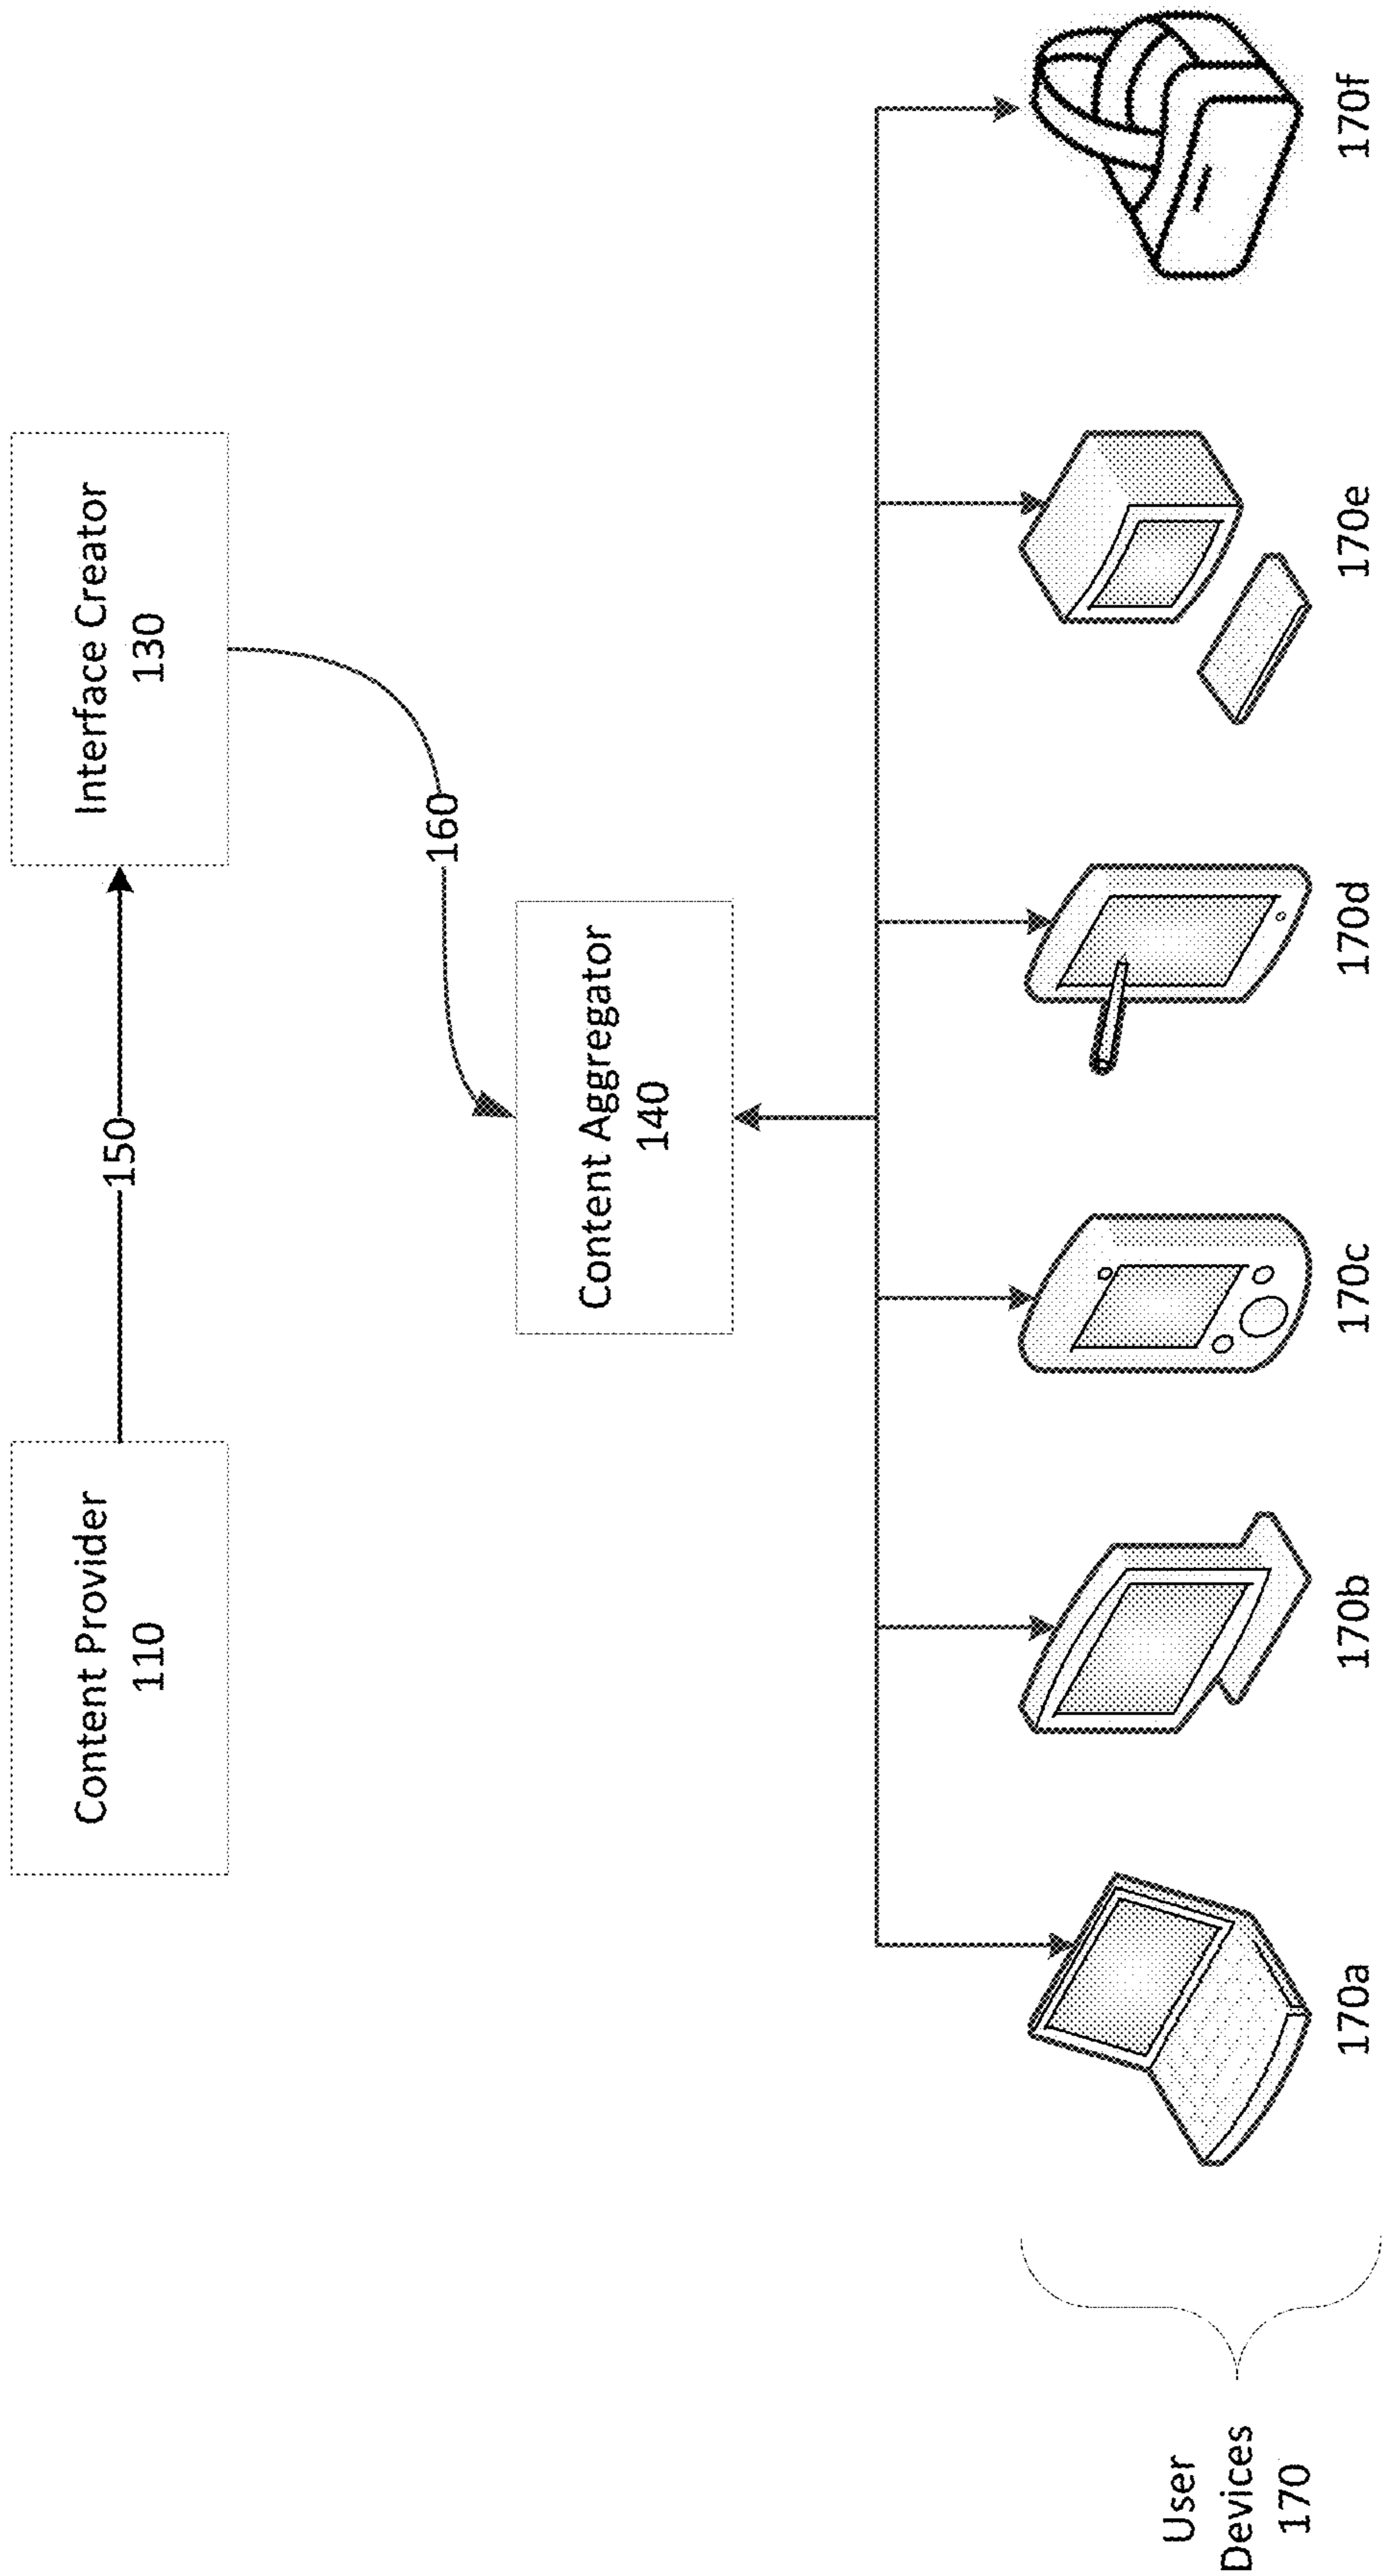 Content Provider
110
150
Interface Creator
130
160
Content Aggregator
140
User
Devices
170
170a
170b
170c
170d
170e
170f